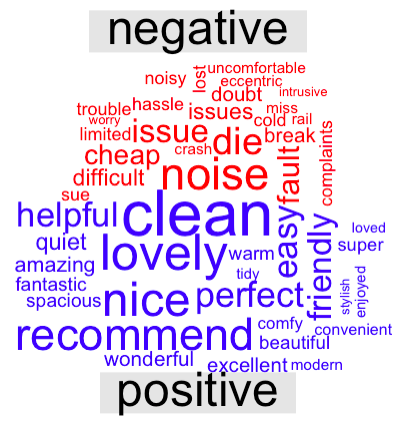 negative
noisy
lost
uncomfortable
eccentric
intrusive
trouble
hassle
doubt
worry
issues
miss
limited
issue
die
cold
rail
break
crash
cheap
noise
fault
complaints
difficult
sue
helpful
clean
easy
friendly
loved
quiet
lovely
warm
super
amazing
tidy
fantastic
nice
perfect
stylish
enjoyed
spacious
recommend
comfy
convenient
beautiful
wonderful
excellent
modern
positive